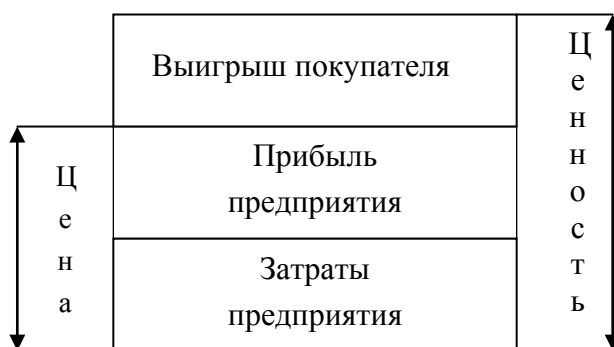 Выигрыш покупателя
Ценность
Прибыль
предприятия
Цена
Затраты
предприятия